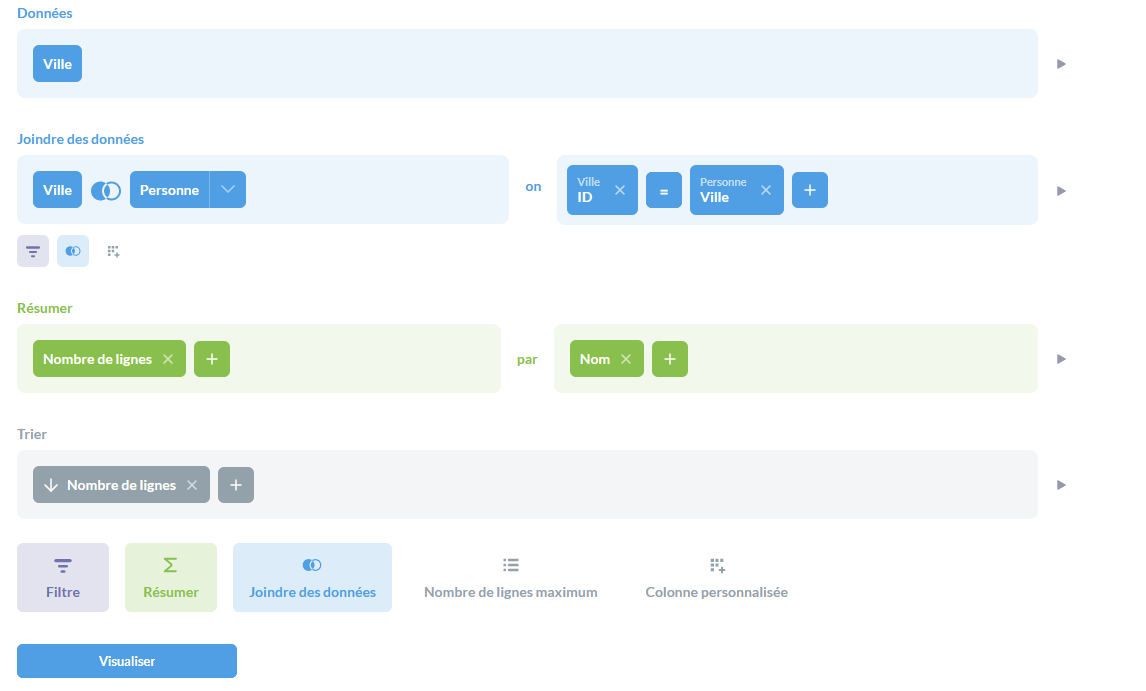 Données
Ville
Joindre des données
Ville Personne on Ville ID = Personne Ville +
Résumer
Nombre de lignes + par Nom +
Trier
↓ Nombre de lignes +
Filtre Résumer Joindre des données Nombre de lignes maximum Colonne personnalisée
Visualiser